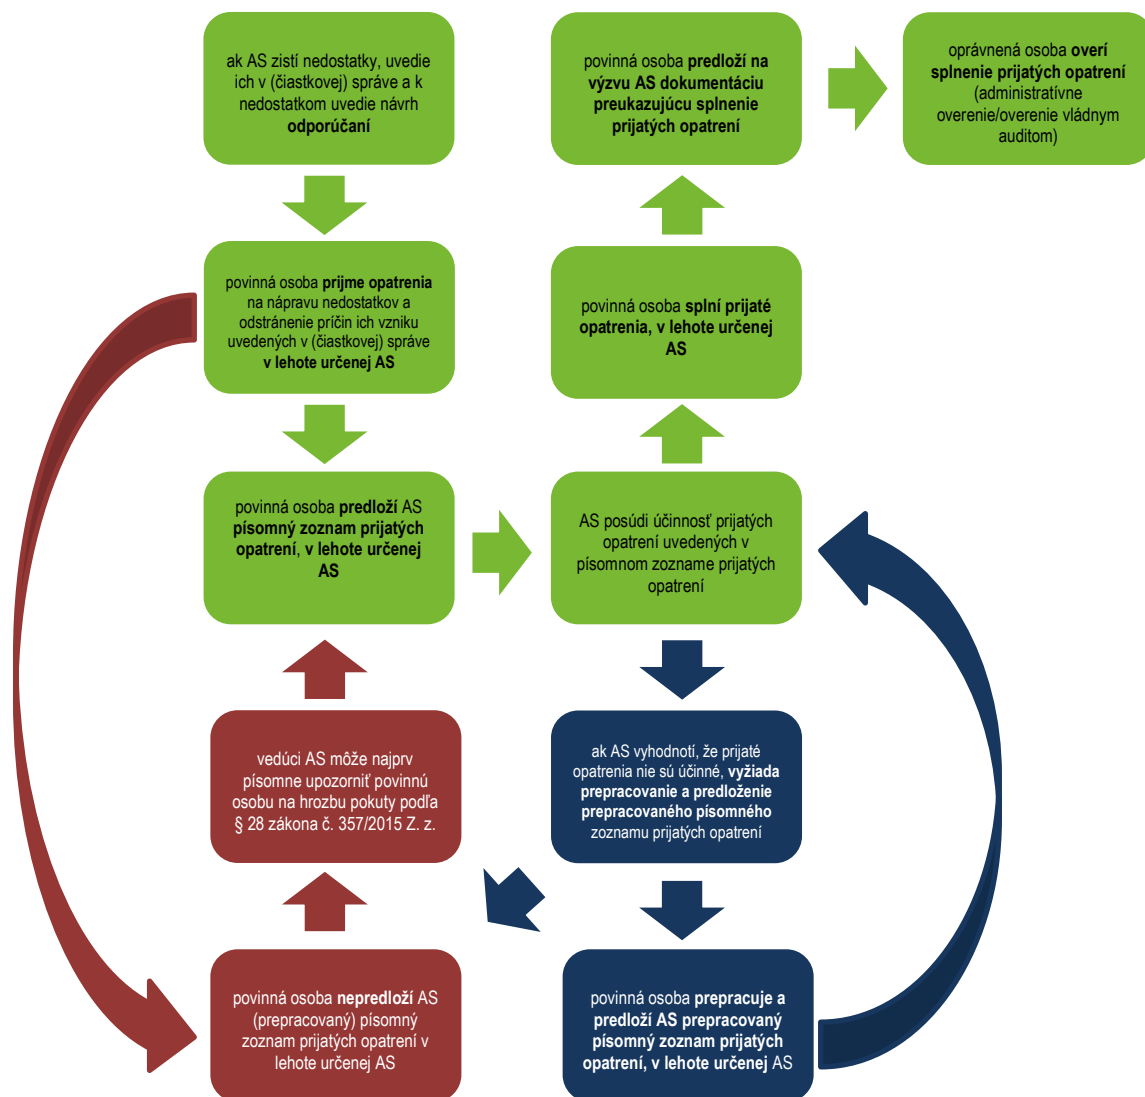 ak AS zistí nedostatky, uvedie
ich v (čiastkovej) správe a k
nedostatkom uvedie návrh
odporúčaní
povinná osoba prijme opatrenia
na nápravu nedostatkov a
odstránenie príčin ich vzniku
uvedených v (čiastkovej) správe
v lehote určenej AS
povinná osoba predloží AS
písomný zoznam prijatých
opatrení, v lehote určenej
AS
AS posúdi účinnosť prijatých
opatrení uvedených v
písomnom zozname prijatých
opatrení
povinná osoba splní prijaté
opatrenia, v lehote určenej
AS
povinná osoba predloží na
výzvu AS dokumentáciu
preukazujúcu splnenie
prijatých opatrení
oprávnená osoba overí
splnenie prijatých opatrení
(administratívne
overenie/overenie vládnym
auditom)
ak AS vyhodnotí, že prijaté
opatrenia nie sú účinné, vyžiada
prepracovanie a predloženie
prepracovaného písomného
zoznamu prijatých opatrení
povinná osoba prepracuje a
predloží AS prepracovaný
písomný zoznam prijatých
opatrení, v lehote určenej AS
povinná osoba nepredloží AS
(prepracovaný) písomný
zoznam prijatých opatrení v
lehote určenej AS
vedúci AS môže najprv
písomne upozorniť povinnú
osobu na hrozbu pokuty podľa
§ 28 zákona č. 357/2015 Z. z.